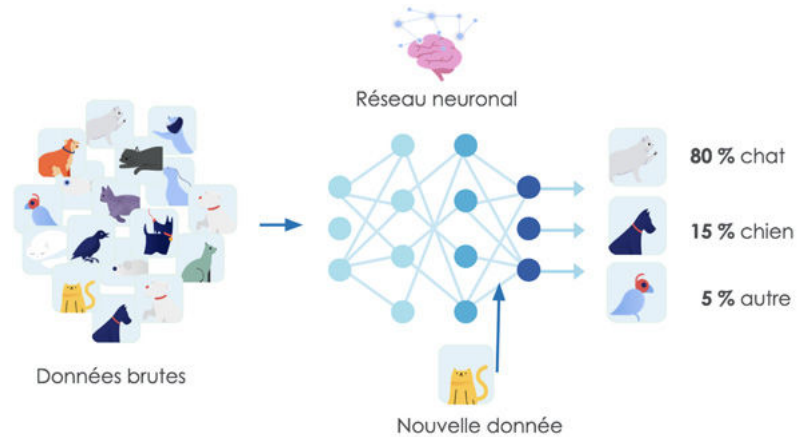 Réseau neuronal
80 % chat
15 % chien
5 % autre
Données brutes
Nouvelle donnée